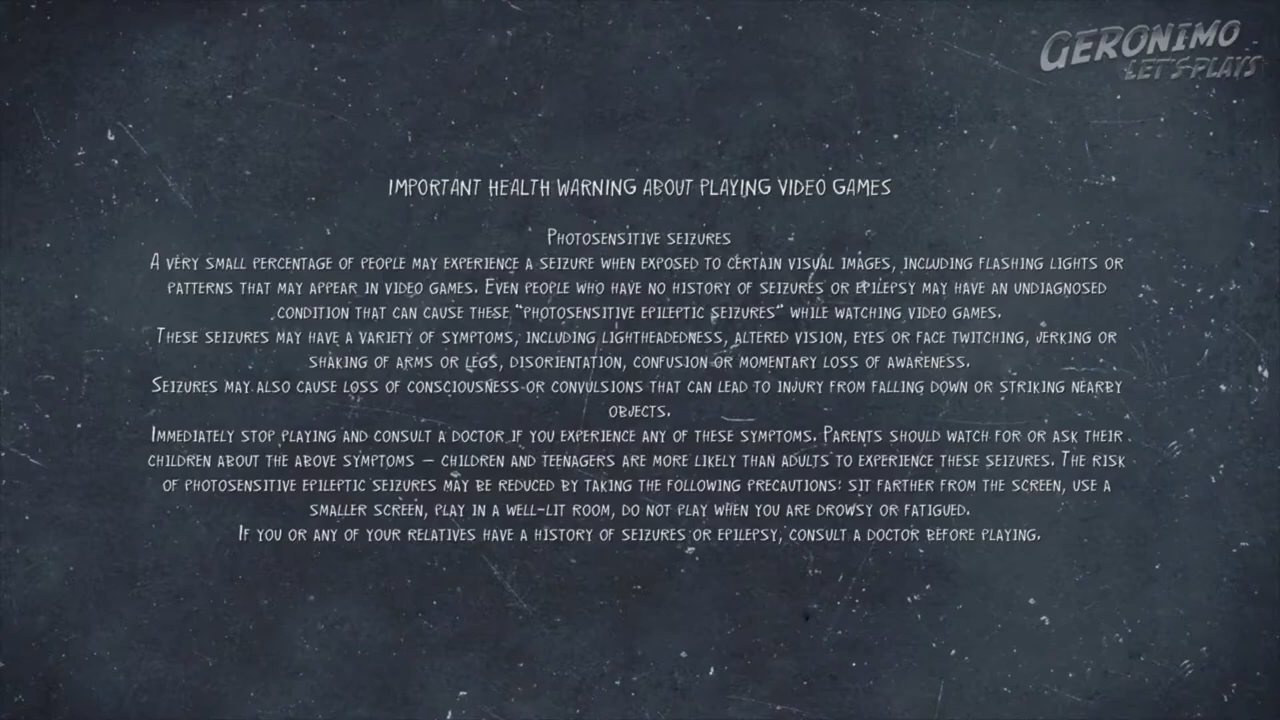 GERONIMO
LET'S PLAYS
IMPORTANT HEALTH WARNING ABOUT PLAYING VIDEO GAMES
PHOTOSENSITIVE SEIZURES
A VERY SMALL PERCENTAGE OF PEOPLE MAY EXPERIENCE A SEIZURE WHEN EXPOSED TO CERTAIN VISUAL IMAGES, INCLUDING FLASHING LIGHTS OR
PATTERNS THAT MAY APPEAR IN VIDEO GAMES. EVEN PEOPLE WHO HAVE NO HISTORY OF SEIZURES OR EPILEPSY MAY HAVE AN UNDIAGNOSED
CONDITION THAT CAN CAUSE THESE "PHOTOSENSITIVE EPILEPTIC SEIZURES" WHILE WATCHING VIDEO GAMES.
THESE SEIZURES MAY HAVE A VARIETY OF SYMPTOMS, INCLUDING LIGHTHEADEDNESS, ALTERED VISION, EYES OR FACE TWITCHING, JERKING OR
SHAKING OF ARMS OR LEGS, DISORIENTATION, CONFUSION OR MOMENTARY LOSS OF AWARENESS.
SEIZURES MAY ALSO CAUSE LOSS OF CONSCIOUSNESS OR CONVULSIONS THAT CAN LEAD TO INJURY FROM FALLING DOWN OR STRIKING NEARBY
OBJECTS.
IMMEDIATELY STOP PLAYING AND CONSULT A DOCTOR IF YOU EXPERIENCE ANY OF THESE SYMPTOMS. PARENTS SHOULD WATCH FOR OR ASK THEIR
CHILDREN ABOUT THE ABOVE SYMPTOMS – CHILDREN AND TEENAGERS ARE MORE LIKELY THAN ADULTS TO EXPERIENCE THESE SEIZURES. THE RISK
OF PHOTOSENSITIVE EPILEPTIC SEIZURES MAY BE REDUCED BY TAKING THE FOLLOWING PRECAUTIONS: SIT FARTHER FROM THE SCREEN, USE A
SMALLER SCREEN, PLAY IN A WELL-LIT ROOM, DO NOT PLAY WHEN YOU ARE DROWSY OR FATIGUED.
IF YOU OR ANY OF YOUR RELATIVES HAVE A HISTORY OF SEIZURES OR EPILEPSY, CONSULT A DOCTOR BEFORE PLAYING.